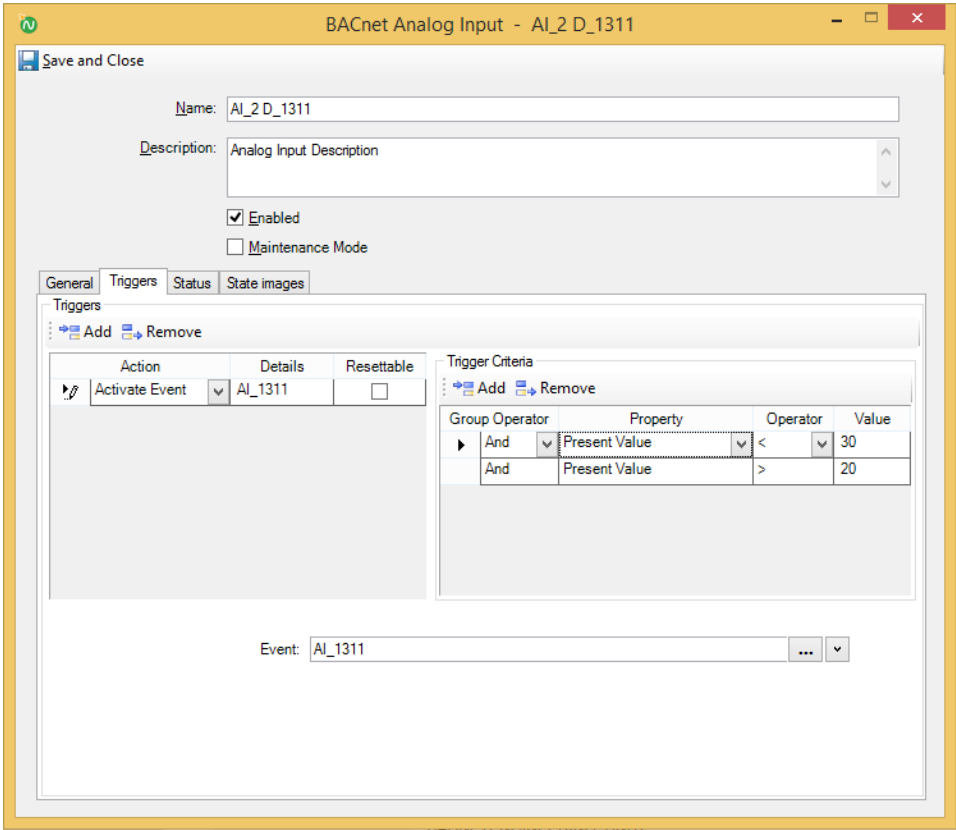 BACnet Analog Input - AI_2 D_1311
Save and Close
Name: AI_2 D_1311
Description: Analog Input Description
Enabled
Maintenance Mode
General Triggers Status State images
Triggers
Add Remove
Action Details Resettable
Activate Event AI_1311
Trigger Criteria
Add Remove
Group Operator Property Operator Value
And Present Value < 30
And Present Value > 20
Event: AI_1311 ...